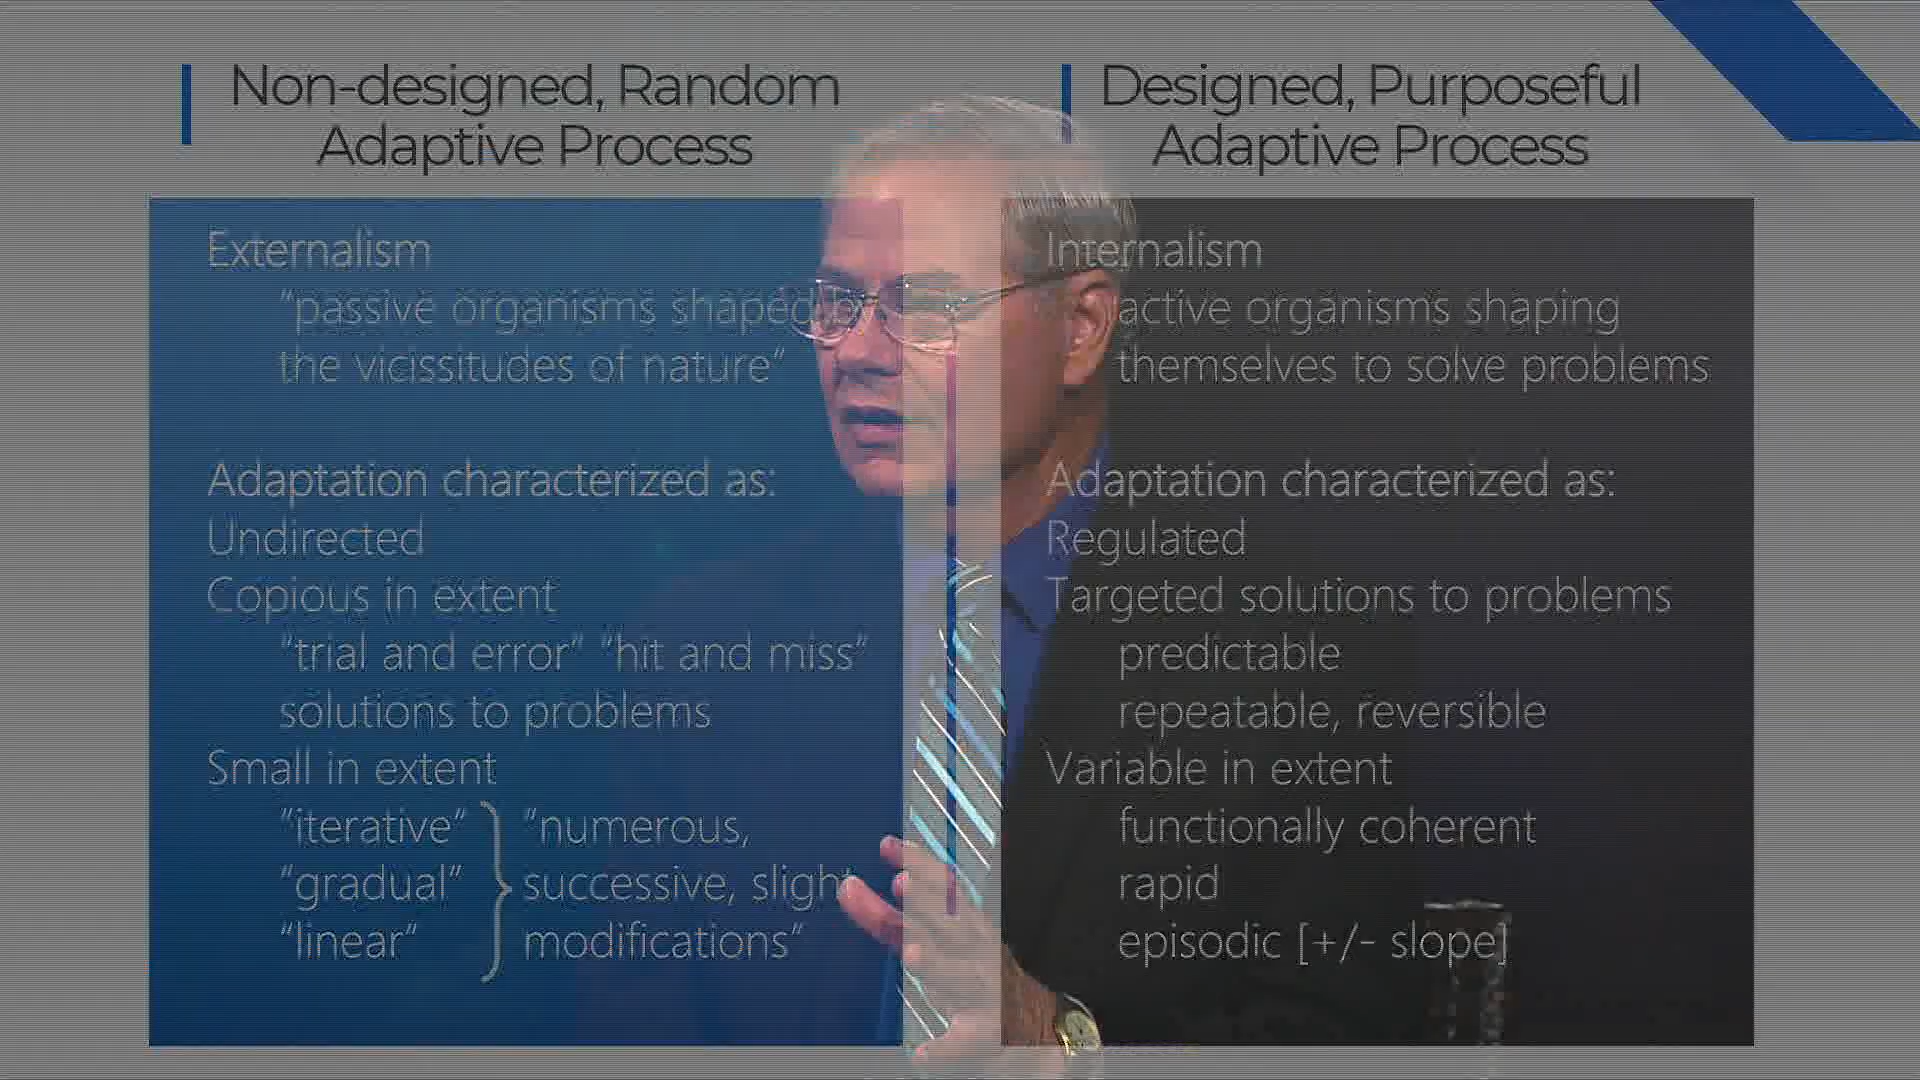 Non-designed, Random
Adaptive Process
Externalism
"passive organisms shaped by
the vicissitudes of nature"
Adaptation characterized as:
Undirected
Copious in extent
"trial and error" "hit and miss"
solutions to problems
Small in extent
"iterative" "numerous,
"gradual" successive, slight
"linear" modifications"
Designed, Purposeful
Adaptive Process
Internalism
active organisms shaping
themselves to solve problems
Adaptation characterized as:
Regulated
Targeted solutions to problems
predictable
repeatable, reversible
Variable in extent
functionally coherent
rapid
episodic [+/- slope]